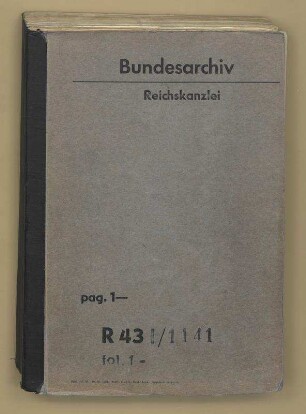 Bundesarchiv
Reichskanzlei
pag. 1—
R 43 I/1141
fol. 1 -